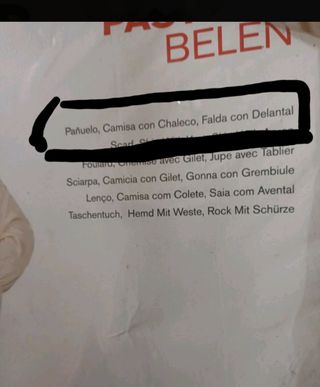 BELEN
Pañuelo, Camisa con Chaleco, Falda con Delantal
Foulard, Chemise avec Gilet, Jupe avec Tablier
Sciarpa, Camicia con Gilet, Gonna con Grembiule
Lenço, Camisa com Colete, Saia com Avental
Taschentuch, Hemd Mit Weste, Rock Mit Schürze